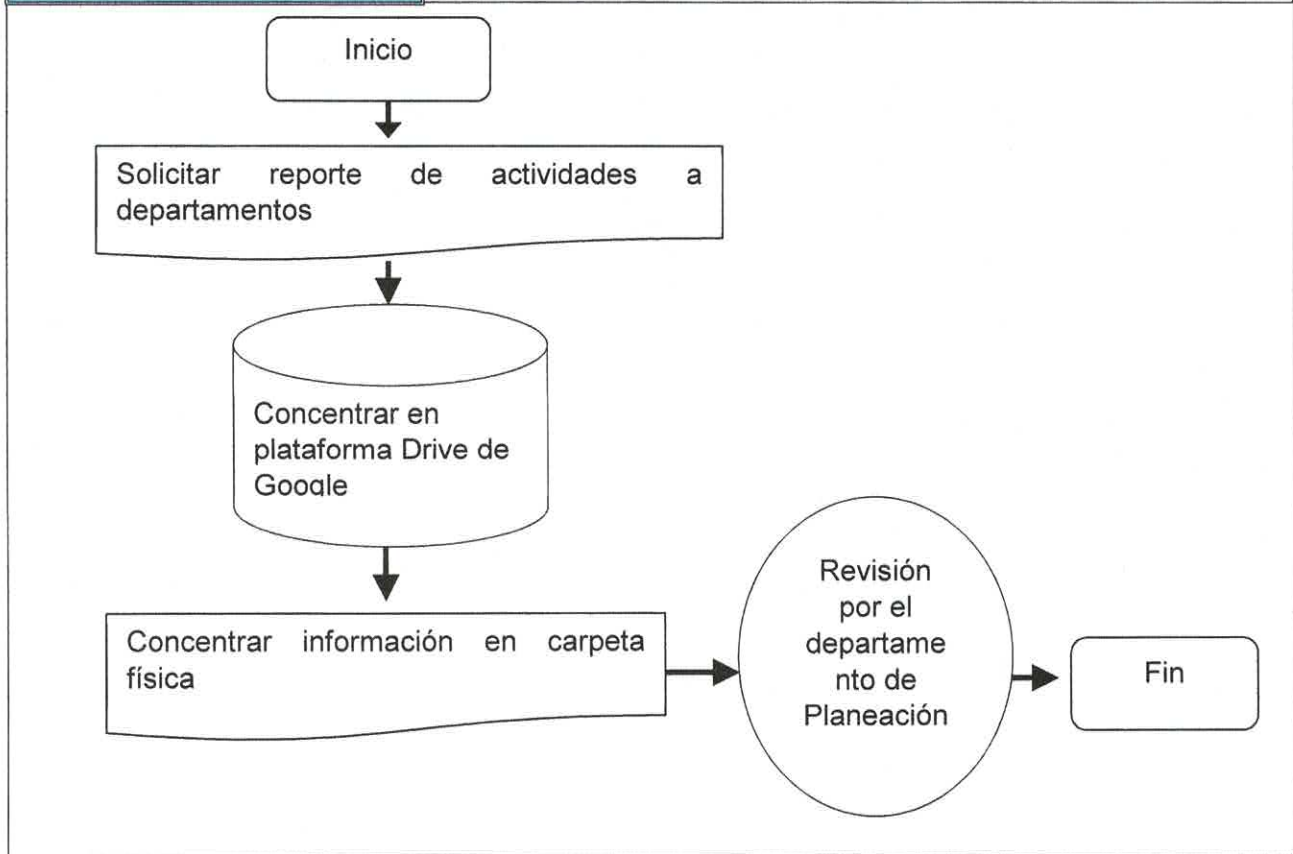 Inicio
Solicitar reporte de actividades a
departamentos
Concentrar en
plataforma Drive de
Google
Concentrar información en carpeta
física
Revisión
por el
departame
nto de
Planeación
Fin